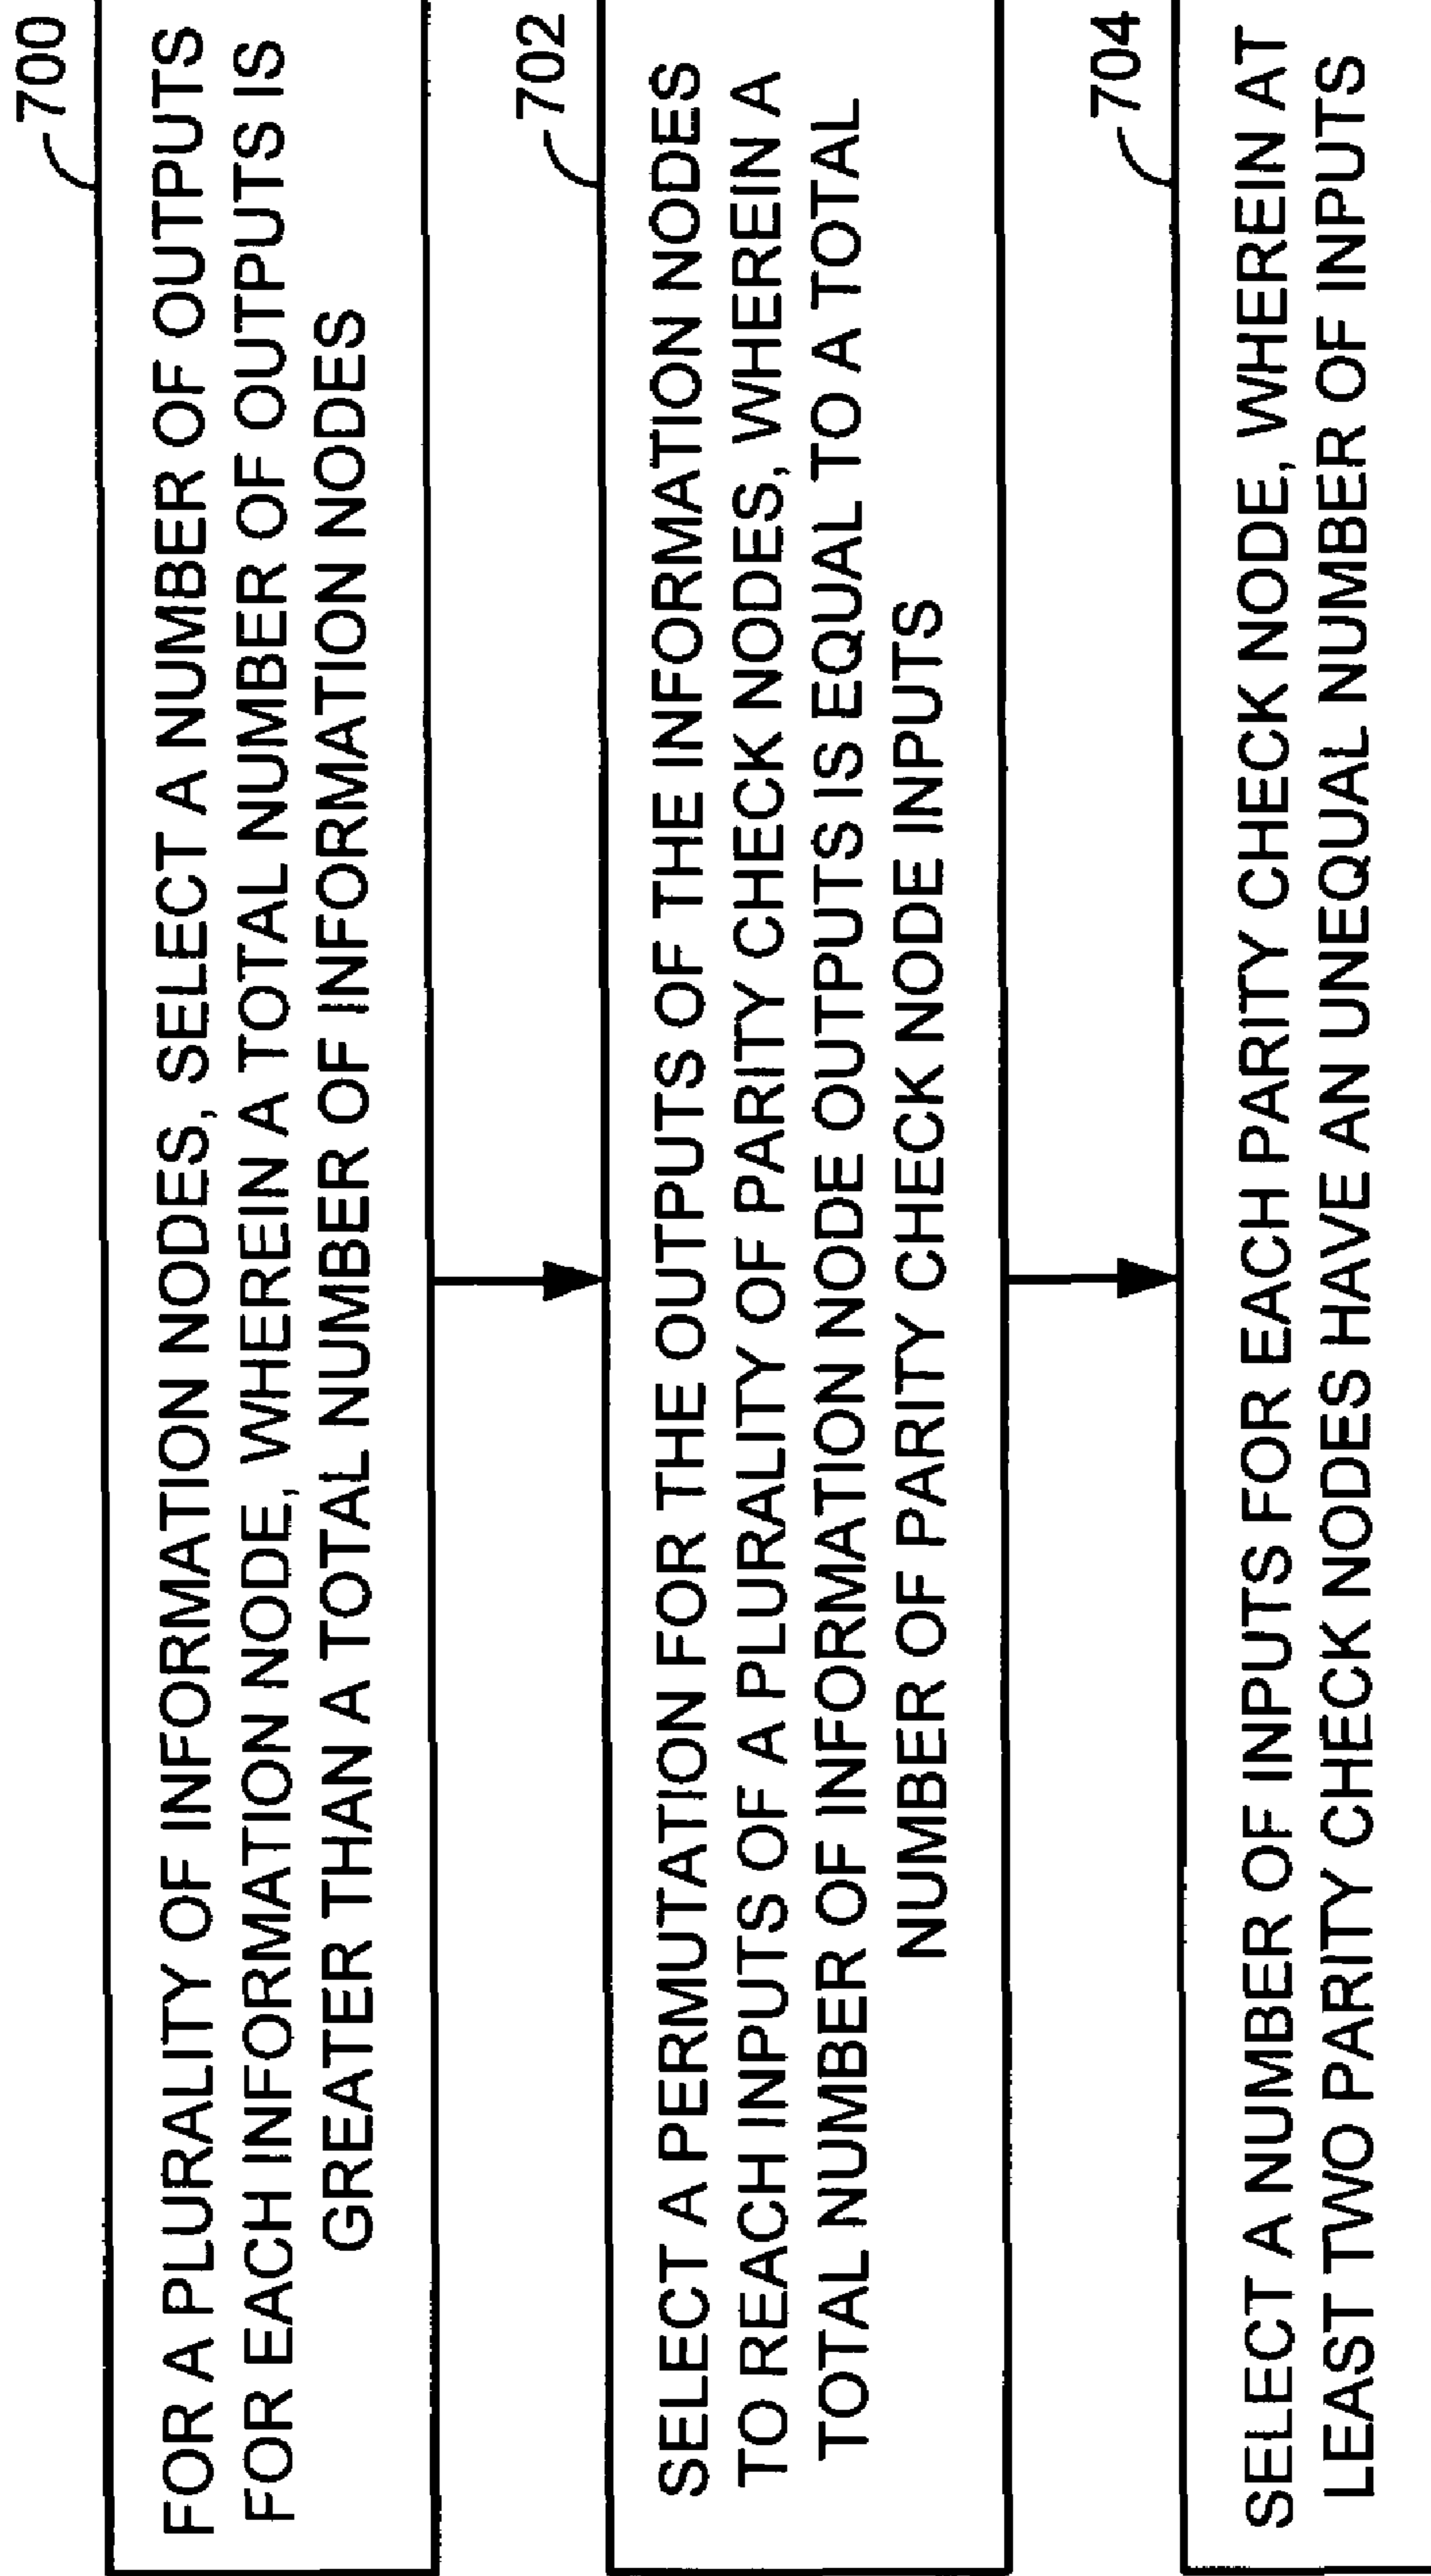 700
FOR A PLURALITY OF INFORMATION NODES, SELECT A NUMBER OF OUTPUTS
FOR EACH INFORMATION NODE, WHEREIN A TOTAL NUMBER OF OUTPUTS IS
GREATER THAN A TOTAL NUMBER OF INFORMATION NODES
702
SELECT A PERMUTATION FOR THE OUTPUTS OF THE INFORMATION NODES
TO REACH INPUTS OF A PLURALITY OF PARITY CHECK NODES, WHEREIN A
TOTAL NUMBER OF INFORMATION NODE OUTPUTS IS EQUAL TO A TOTAL
NUMBER OF PARITY CHECK NODE INPUTS
704
SELECT A NUMBER OF INPUTS FOR EACH PARITY CHECK NODE, WHEREIN AT
LEAST TWO PARITY CHECK NODES HAVE AN UNEQUAL NUMBER OF INPUTS